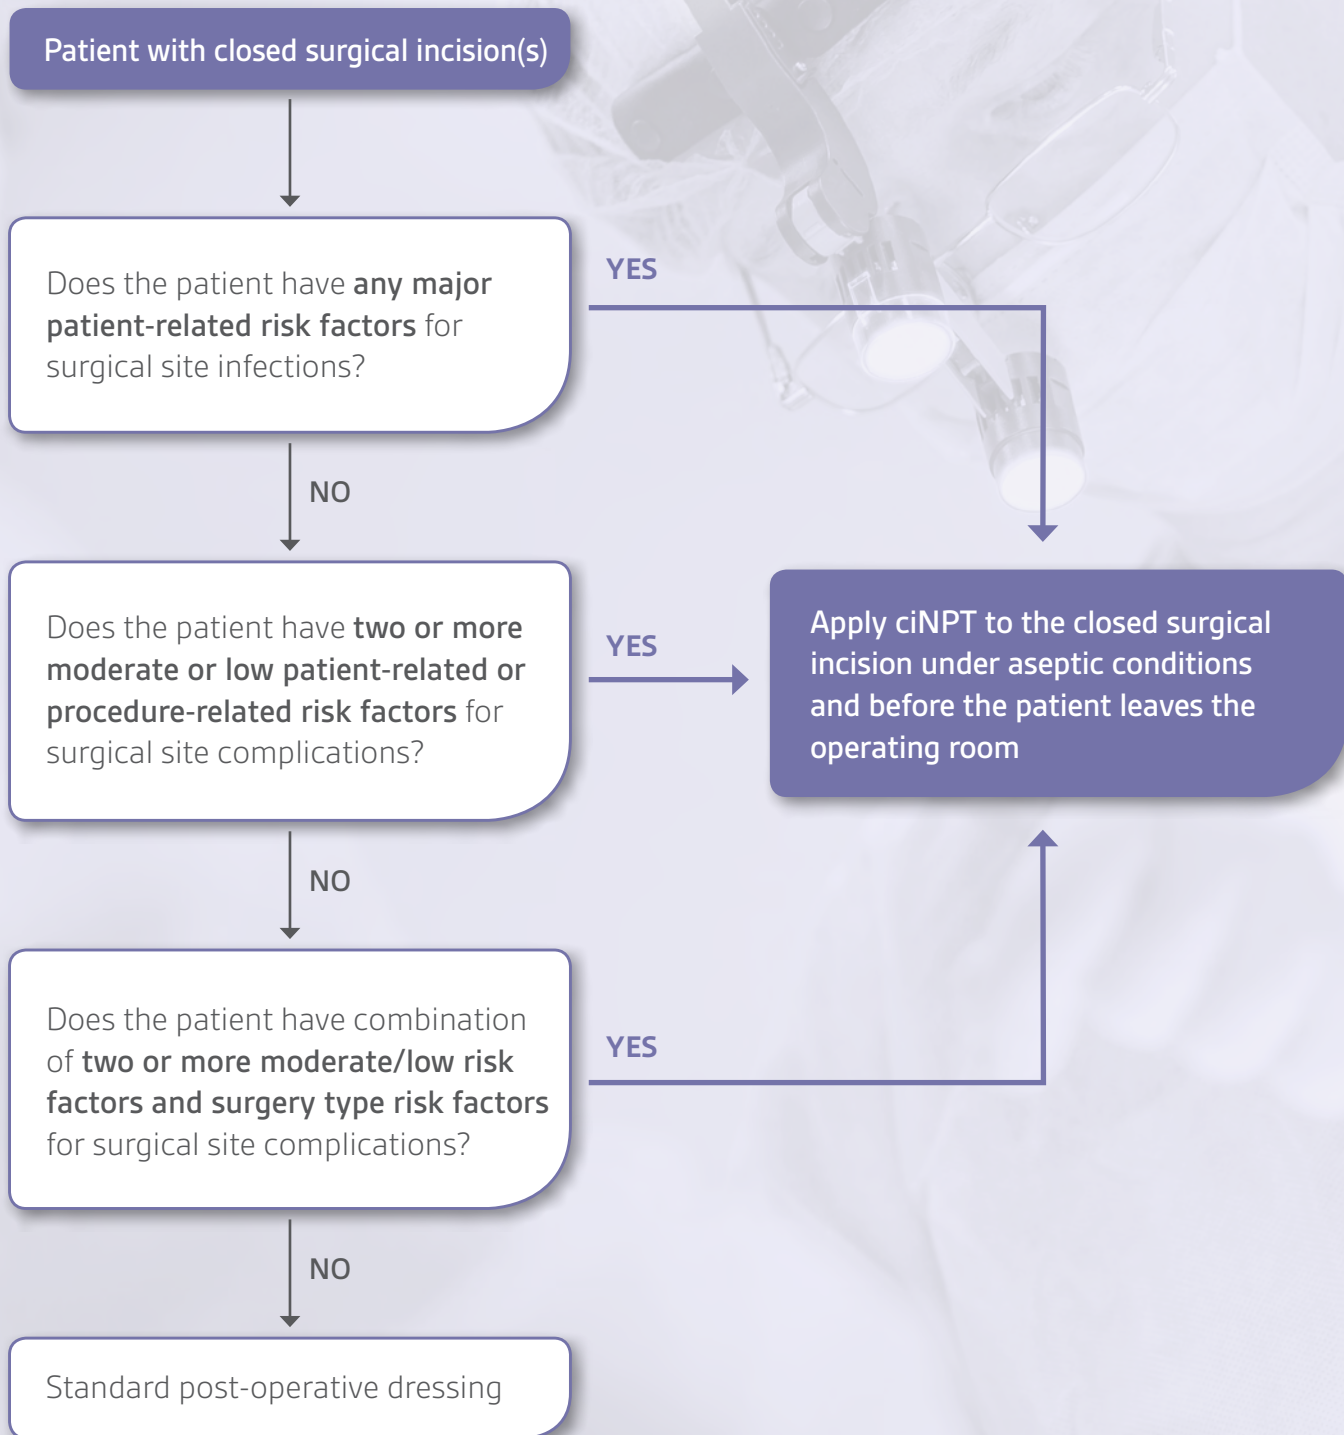 Patient with closed surgical incision(s)
Does the patient have any major
patient-related risk factors for
surgical site infections?
YES
NO
Does the patient have two or more
moderate or low patient-related or
procedure-related risk factors for
surgical site complications?
YES
Apply ciNPT to the closed surgical
incision under aseptic conditions
and before the patient leaves the
operating room
NO
Does the patient have combination
of two or more moderate/low risk
factors and surgery type risk factors
for surgical site complications?
YES
NO
Standard post-operative dressing